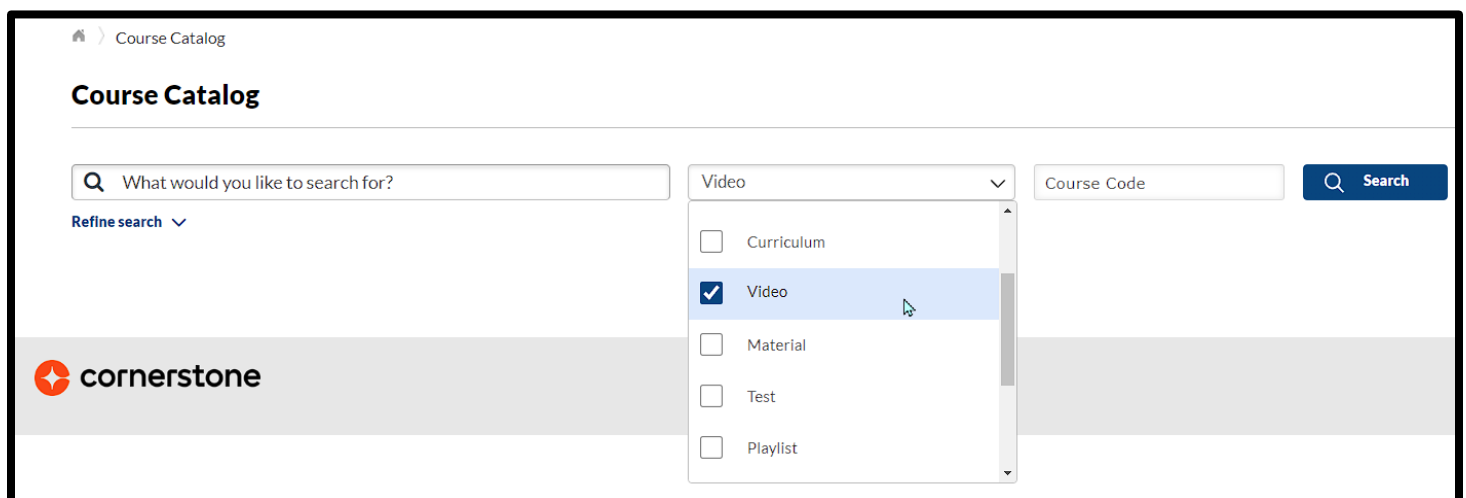 Course Catalog
Course Catalog
What would you like to search for?
Video
Course Code
Search
Refine search
Curriculum
Video
Material
Test
Playlist
cornerstone